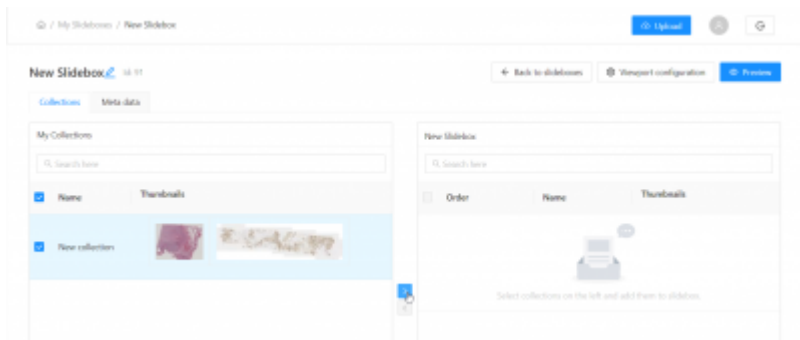 / My Slideboxes / New Slidebox
Upload
New Slidebox
Back to slideboxes
Viewport configuration
Preview
Collections
Meta data
My Collections
Search here
Name
Thumbnails
New collection
New Slidebox
Search here
Order
Name
Thumbnails
Select collections on the left and add them to slidebox.